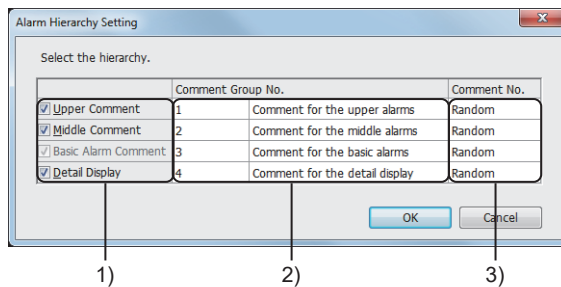 Alarm Hierarchy Setting
Select the hierarchy.
Comment Group No. Comment No.
Upper Comment 1 Comment for the upper alarms Random
Middle Comment 2 Comment for the middle alarms Random
Basic Alarm Comment 3 Comment for the basic alarms Random
Detail Display 4 Comment for the detail display Random
OK Cancel
1) 2) 3)